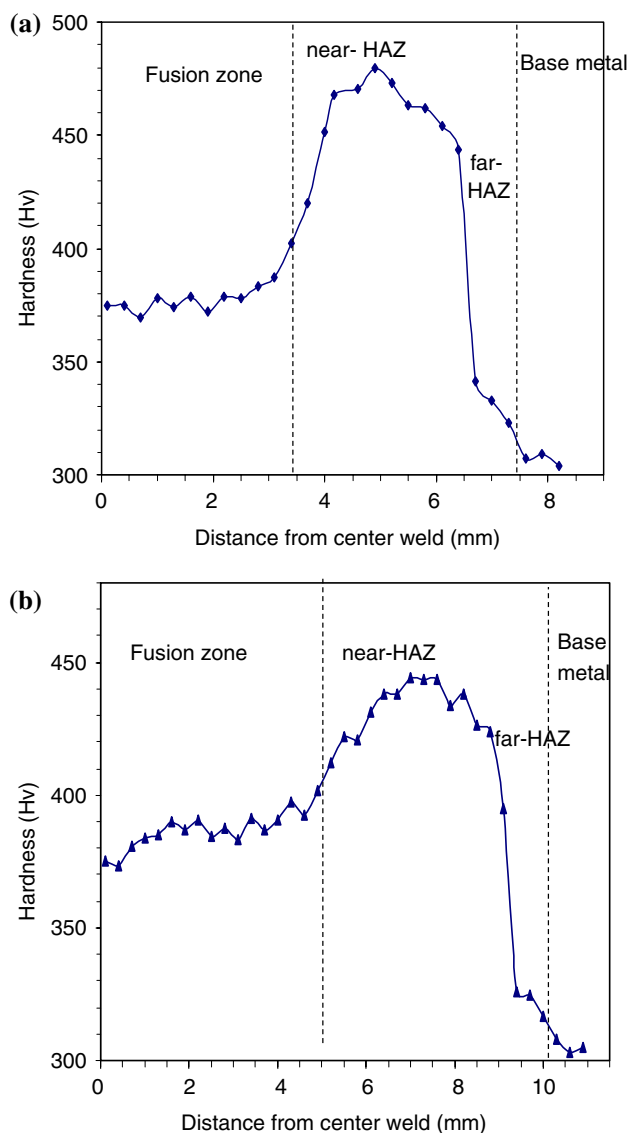 (a)
500
near- HAZ
Fusion zone
Base metal
450
far-
HAZ
Hardness (Hv)
400
350
300
0 2 4 6 8
Distance from center weld (mm)
(b)
Fusion zone
near-HAZ
Base
metal
450
far-HAZ
Hardness (Hv)
400
350
300
0 2 4 6 8 10
Distance from center weld (mm)